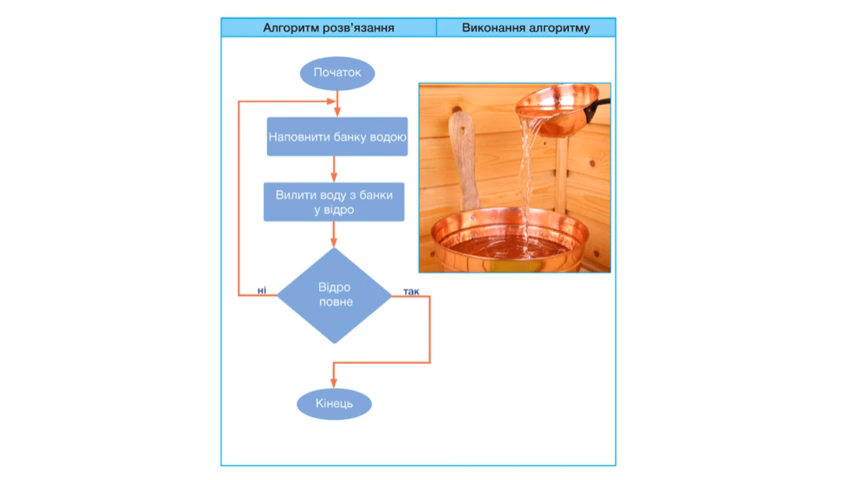 Алгоритм розв’язання
Виконання алгоритму
Початок
Наповнити банку водою
Вилити воду з банки
у відро
Відро
повне
ні
так
Кінець